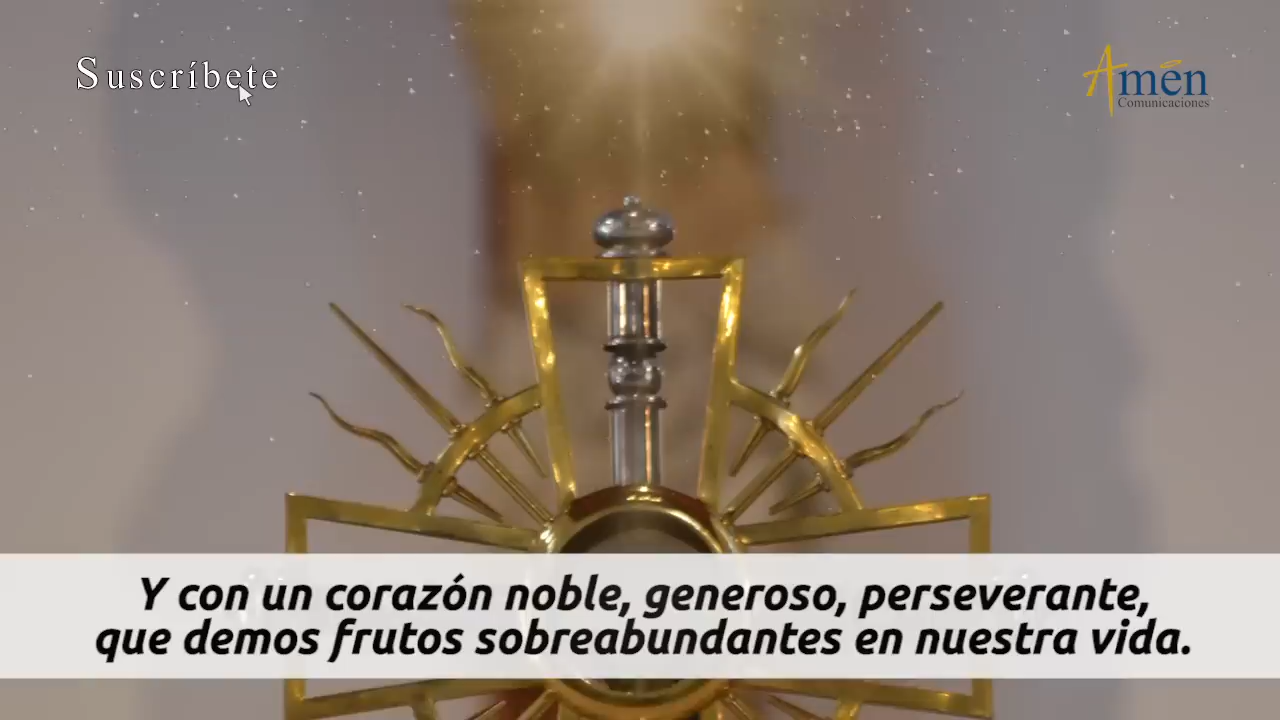 Suscríbete
Amén
Comunicaciones
Y con un corazón noble, generoso, perseverante,
que demos frutos sobreabundantes en nuestra vida.